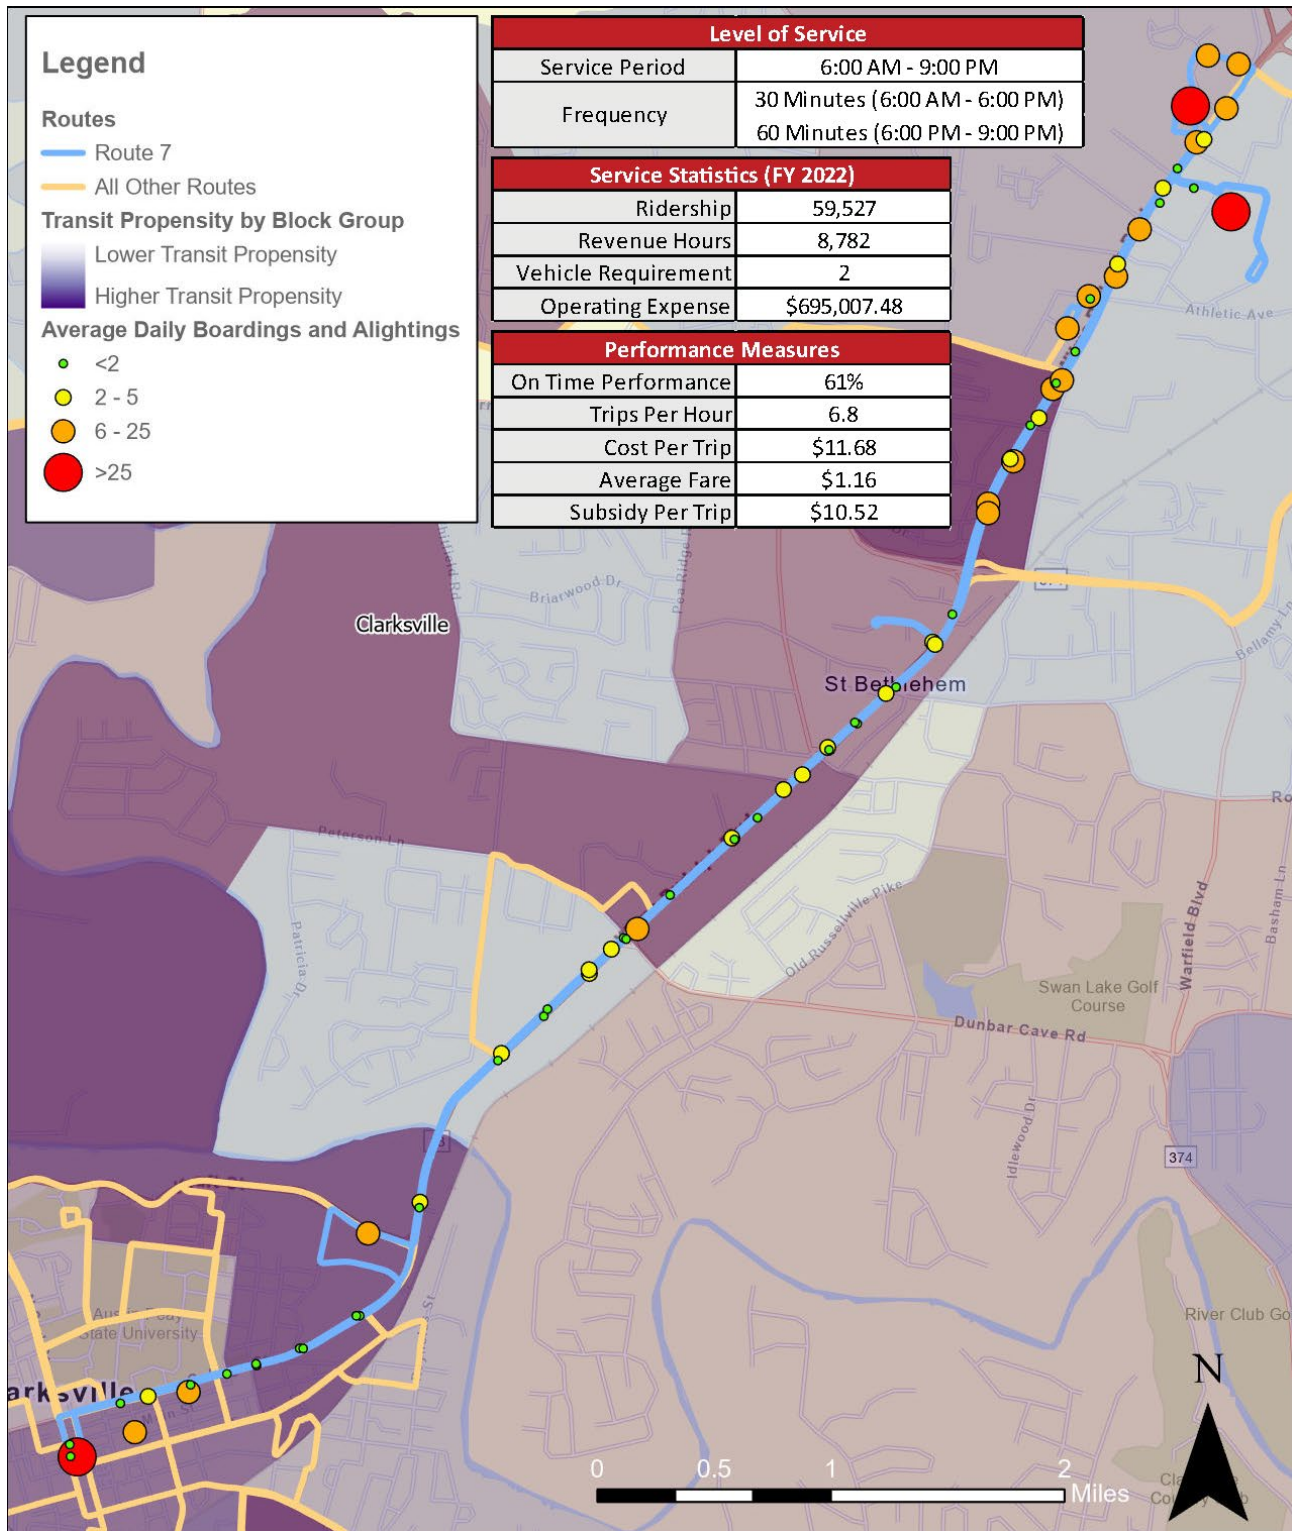 Legend
Routes
Route 7
All Other Routes
Transit Propensity by Block Group
Lower Transit Propensity
Higher Transit Propensity
Average Daily Boardings and Alightings
<2
2 - 5
6 - 25
>25
Level of Service
Service Period 6:00 AM - 9:00 PM
Frequency 30 Minutes (6:00 AM - 6:00 PM)
60 Minutes (6:00 PM - 9:00 PM)
Service Statistics (FY 2022)
Ridership 59,527
Revenue Hours 8,782
Vehicle Requirement 2
Operating Expense $695,007.48
Performance Measures
On Time Performance 61%
Trips Per Hour 6.8
Cost Per Trip $11.68
Average Fare $1.16
Subsidy Per Trip $10.52
Athletic Ave
Briarwood Dr
Pea Ridge
Clarksville
Bellamy Ln
St Bethlehem
Peterson Ln
Patricia Dr
Old Russellville Pike
Warfield Blvd
Basham Ln
Swan Lake Golf
Course
Dunbar Cave Rd
Idlewood Dr
374
State University
River Club Go
arksville
Main St
N
0 0.5 1 2
Miles